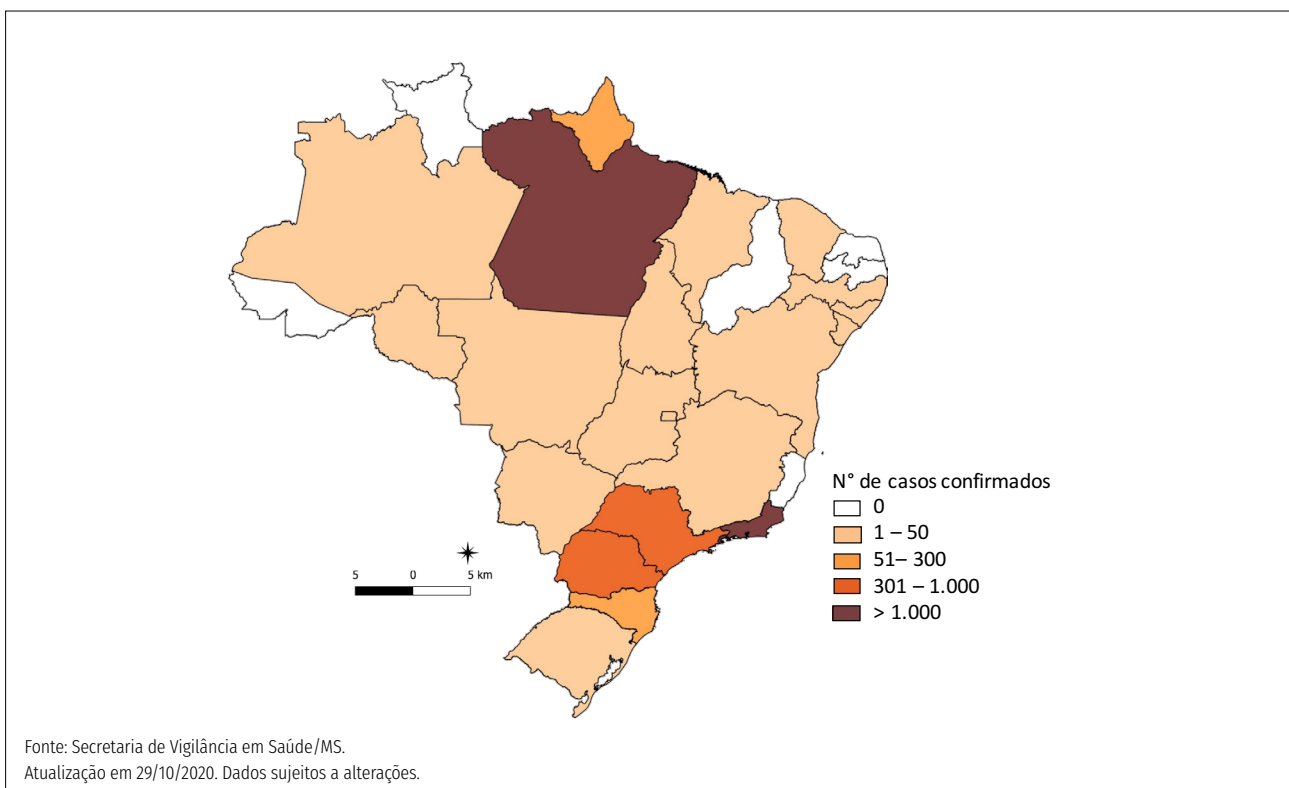 N° de casos confirmados
0
1 – 50
51– 300
301 – 1.000
> 1.000
5 0 5 km
Fonte: Secretaria de Vigilância em Saúde/MS.
Atualização em 29/10/2020. Dados sujeitos a alterações.